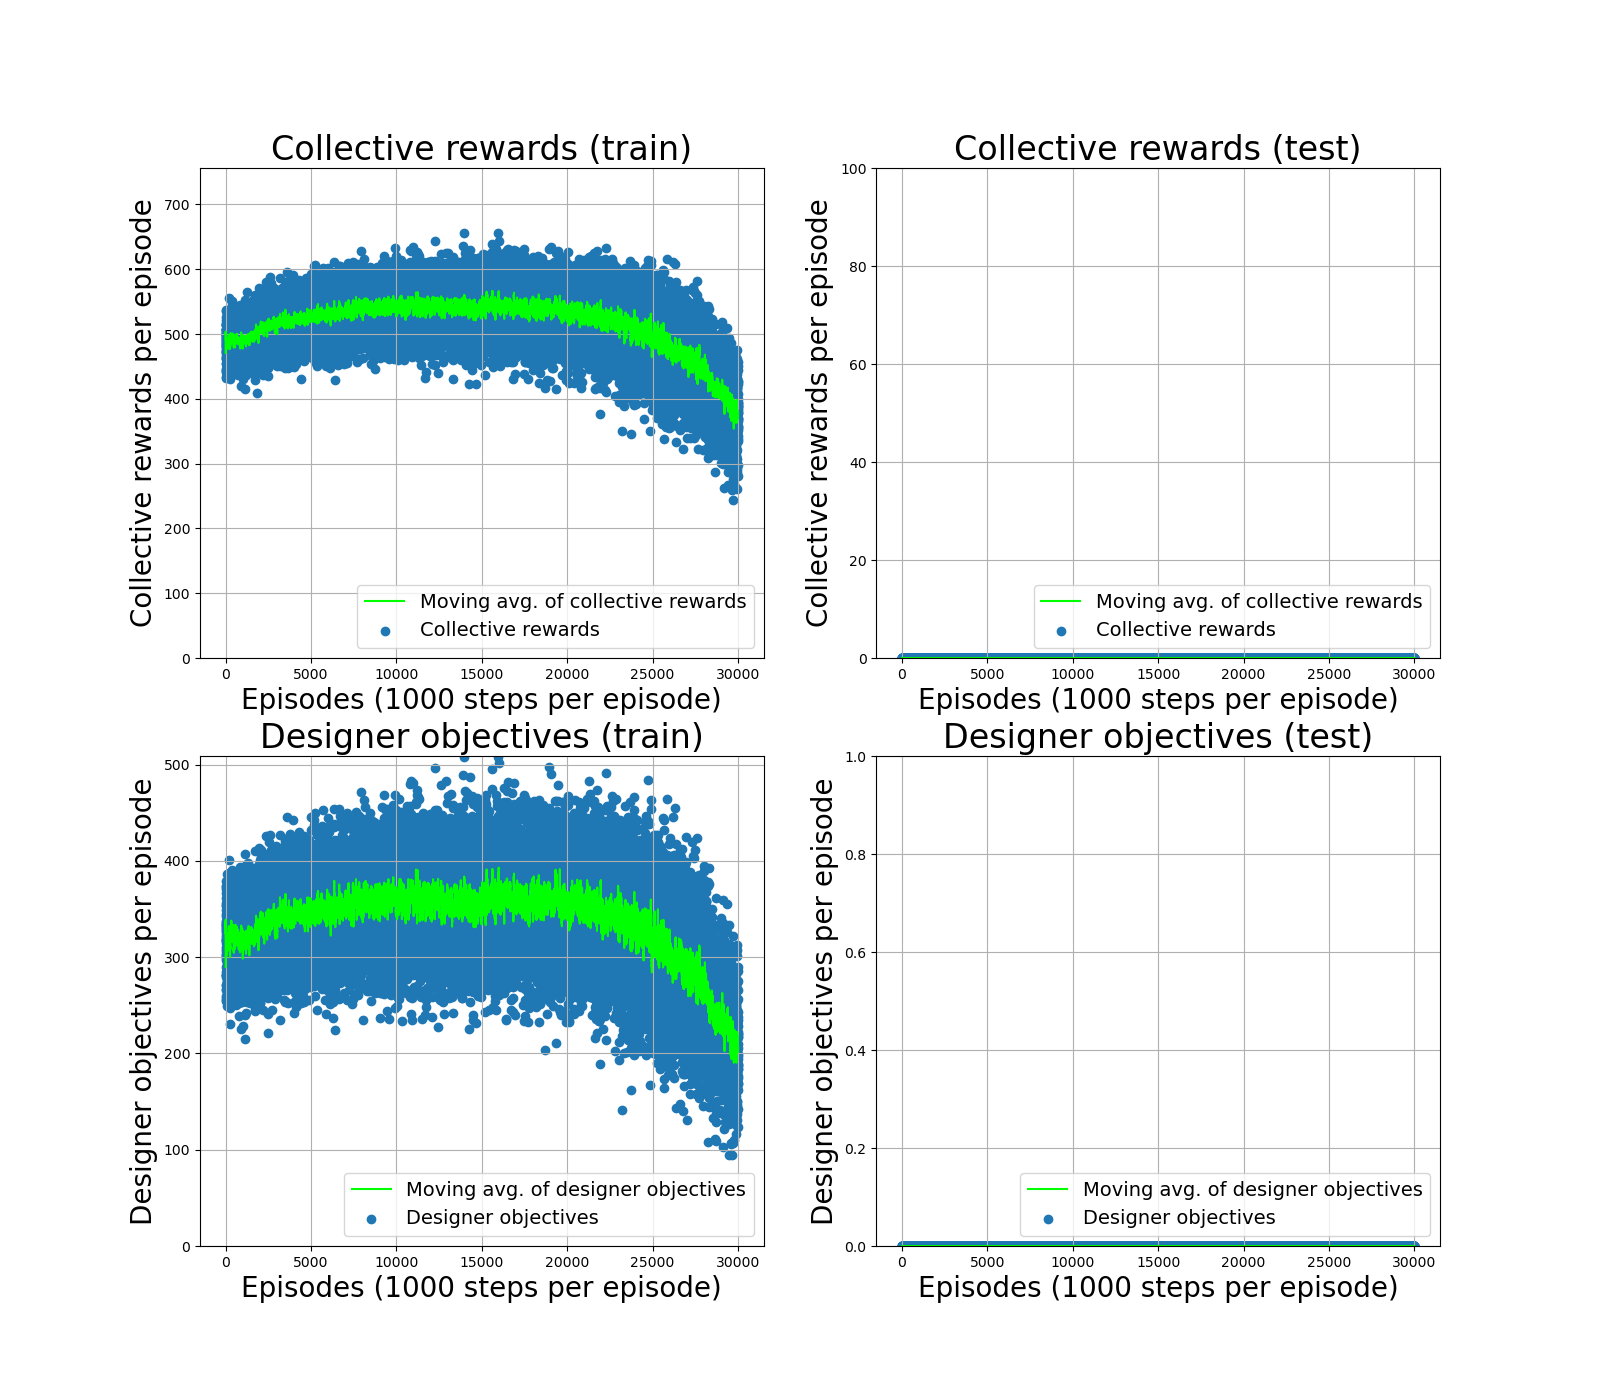 Collective rewards (train)
Collective rewards per episode
700
600
500
400
300
200
100
0
Moving avg. of collective rewards
Collective rewards
0 5000 10000 15000 20000 25000 30000
Episodes (1000 steps per episode)
Collective rewards (test)
Collective rewards per episode
100
80
60
40
20
0
Moving avg. of collective rewards
Collective rewards
0 5000 10000 15000 20000 25000 30000
Episodes (1000 steps per episode)
Designer objectives (train)
Designer objectives per episode
500
400
300
200
100
0
Moving avg. of designer objectives
Designer objectives
0 5000 10000 15000 20000 25000 30000
Episodes (1000 steps per episode)
Designer objectives (test)
Designer objectives per episode
1.0
0.8
0.6
0.4
0.2
0.0
Moving avg. of designer objectives
Designer objectives
0 5000 10000 15000 20000 25000 30000
Episodes (1000 steps per episode)